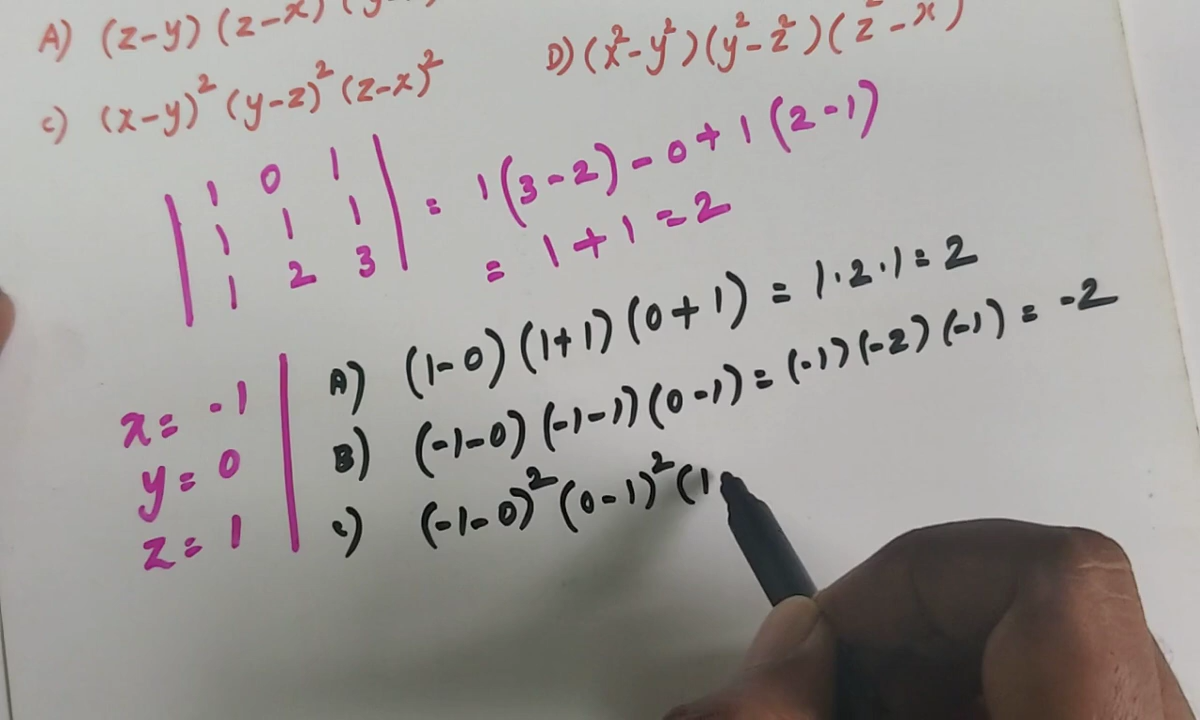 A) (z-y) (z-x) (y
c) (x-y)² (y-z)² (z-x)²
D) (x²-y²) (y²-z²) (z²-x
| 1 0 1 | = 1(3-2) - 0 + 1 (2-1)
| 1 1 1 |
| 1 2 3 | = 1 + 1 = 2
x = -1
y = 0
z = 1
A) (1-0) (1+1) (0+1) = 1·2·1 = 2
B) (-1-0) (-1-1) (0-1) = (-1) (-2) (-1) = -2
c) (-1-0)² (0-1)² (1